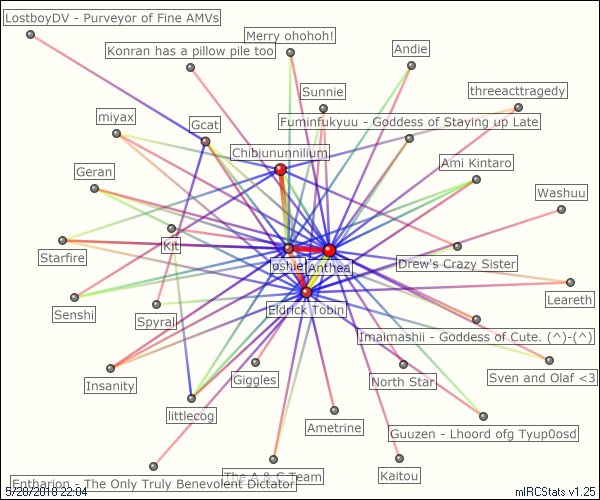 LostboyDV - Purveyor of Fine AMVs
Merry ohohoh!
Konran has a pillow pile too
Andie
Sunnie
threeacttragedy
miyax
Gcat
Fuminfukyuu - Goddess of Staying up Late
Chibiununnilium
Ami Kintaro
Geran
Washuu
Kit
Starfire
oshie
Anthea
Drew's Crazy Sister
Leareth
Senshi
Spyral
Eldrick Tobin
Imaimashii - Goddess of Cute. (^)-(^)
Insanity
Giggles
North Star
Sven and Olaf <3
littlecog
Ametrine
Guuzen - Lhoord ofg Tyup0osd
The A & C Team
Kaitou
Entharion - The Only Truly Benevolent Dictator
5/20/2018 22:04
mIRCStats v1.25